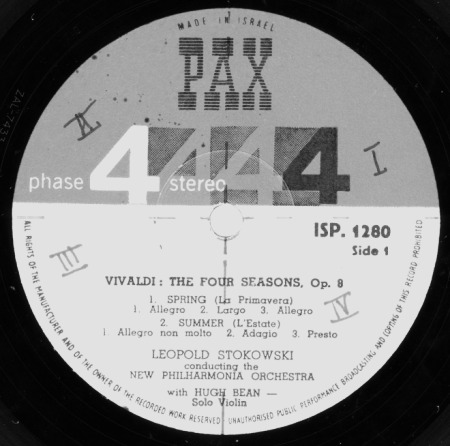 MADE IN ISRAEL
PAX
phase 4 stereo
4 4 4
ZAL-7433
II
I
III
IV
ISP. 1280
Side 1
VIVALDI : THE FOUR SEASONS, Op. 8
1. SPRING (La Primavera)
1. Allegro 2. Largo 3. Allegro
2. SUMMER (L'Estate)
1. Allegro non molto 2. Adagio 3. Presto
LEOPOLD STOKOWSKI
conducting the
NEW PHILHARMONIA ORCHESTRA
with HUGH BEAN —
Solo Violin
ALL RIGHTS OF THE MANUFACTURER AND OF THE OWNER OF THE RECORDED WORK RESERVED UNAUTHORISED PUBLIC PERFORMANCE BROADCASTING AND COPYING OF THIS RECORD PROHIBITED